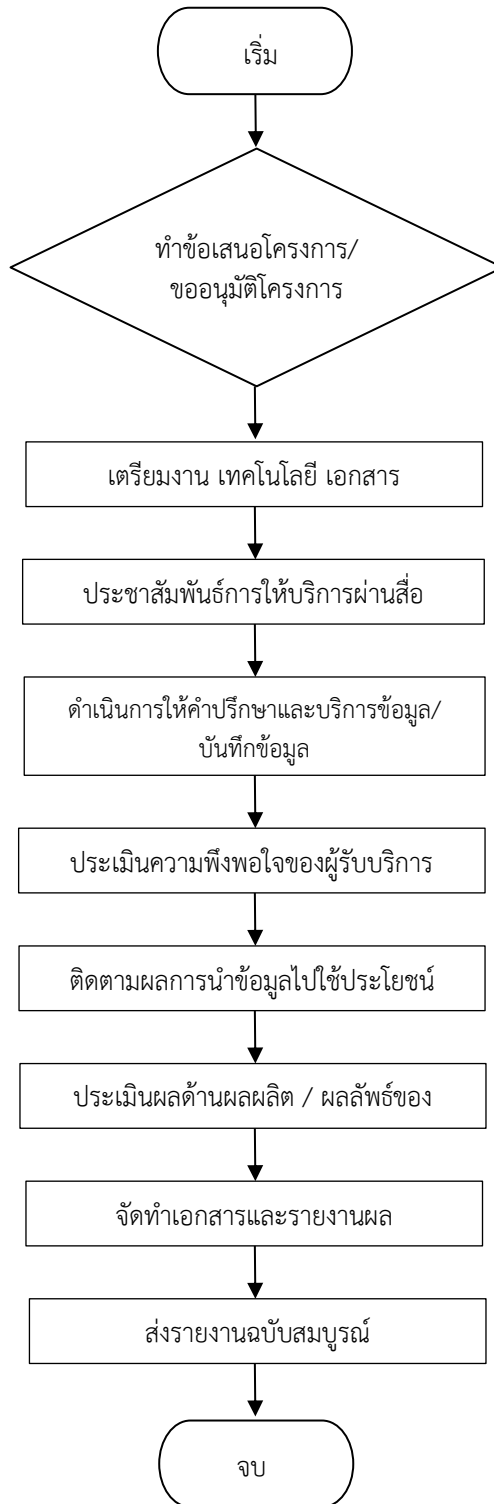 เริ่ม
ทำข้อเสนอโครงการ/
ขออนุมัติโครงการ
เตรียมงาน เทคโนโลยี เอกสาร
ประชาสัมพันธ์การให้บริการผ่านสื่อ
ดำเนินการให้คำปรึกษาและบริการข้อมูล/
บันทึกข้อมูล
ประเมินความพึงพอใจของผู้รับบริการ
ติดตามผลการนำข้อมูลไปใช้ประโยชน์
ประเมินผลด้านผลผลิต / ผลลัพธ์ของ
จัดทำเอกสารและรายงานผล
ส่งรายงานฉบับสมบูรณ์
จบ